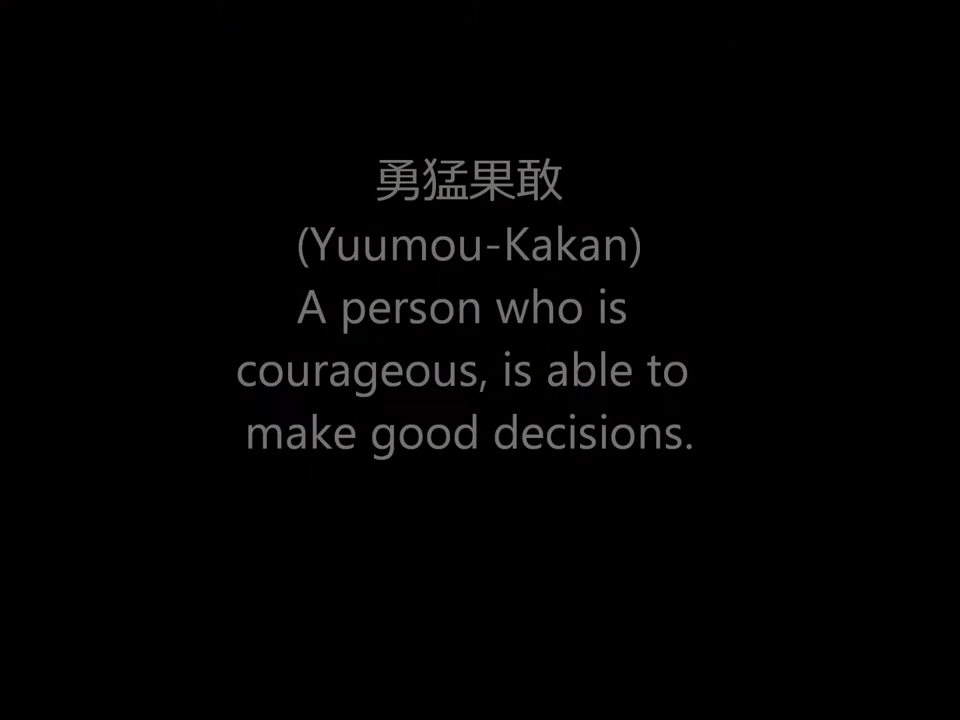 勇猛果敢
(Yuumou-Kakan)
A person who is
courageous, is able to
make good decisions.